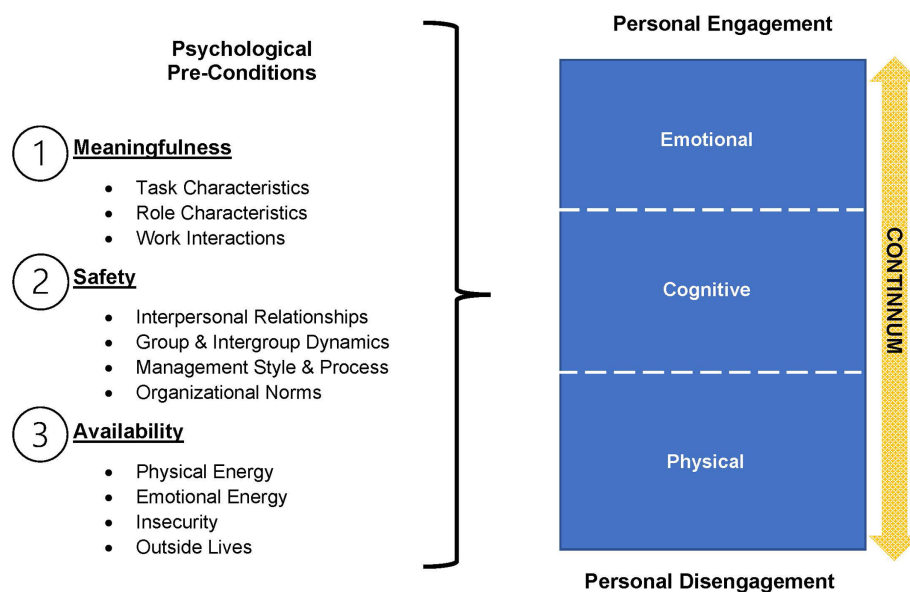 Psychological
Pre-Conditions
1 Meaningfulness
• Task Characteristics
• Role Characteristics
• Work Interactions
2 Safety
• Interpersonal Relationships
• Group & Intergroup Dynamics
• Management Style & Process
• Organizational Norms
3 Availability
• Physical Energy
• Emotional Energy
• Insecurity
• Outside Lives
Personal Engagement
Emotional
Cognitive
Physical
CONTINNUM
Personal Disengagement